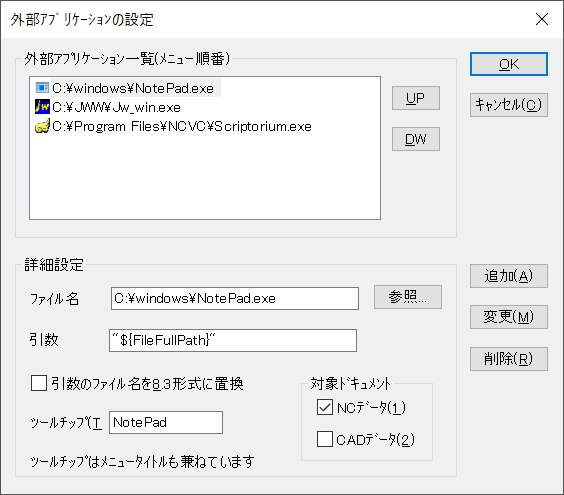 外部ｱﾌﾟﾘｹｰｼｮﾝの設定
外部アプリケーション一覧(メニュー順番)
C:¥windows¥NotePad.exe
C:¥JWW¥Jw_win.exe
C:¥Program Files¥NCVC¥Scriptorium.exe
UP
DW
OK
ｷｬﾝｾﾙ(C)
詳細設定
ファイル名
C:¥windows¥NotePad.exe
参照...
引数
"${FileFullPath}"
引数のファイル名を8.3形式に置換
ツールチップ(T
NotePad
ツールチップはメニュータイトルも兼ねています
対象ﾄﾞｷｭﾒﾝﾄ
NCﾃﾞｰﾀ(1)
CADﾃﾞｰﾀ(2)
追加(A)
変更(M)
削除(R)